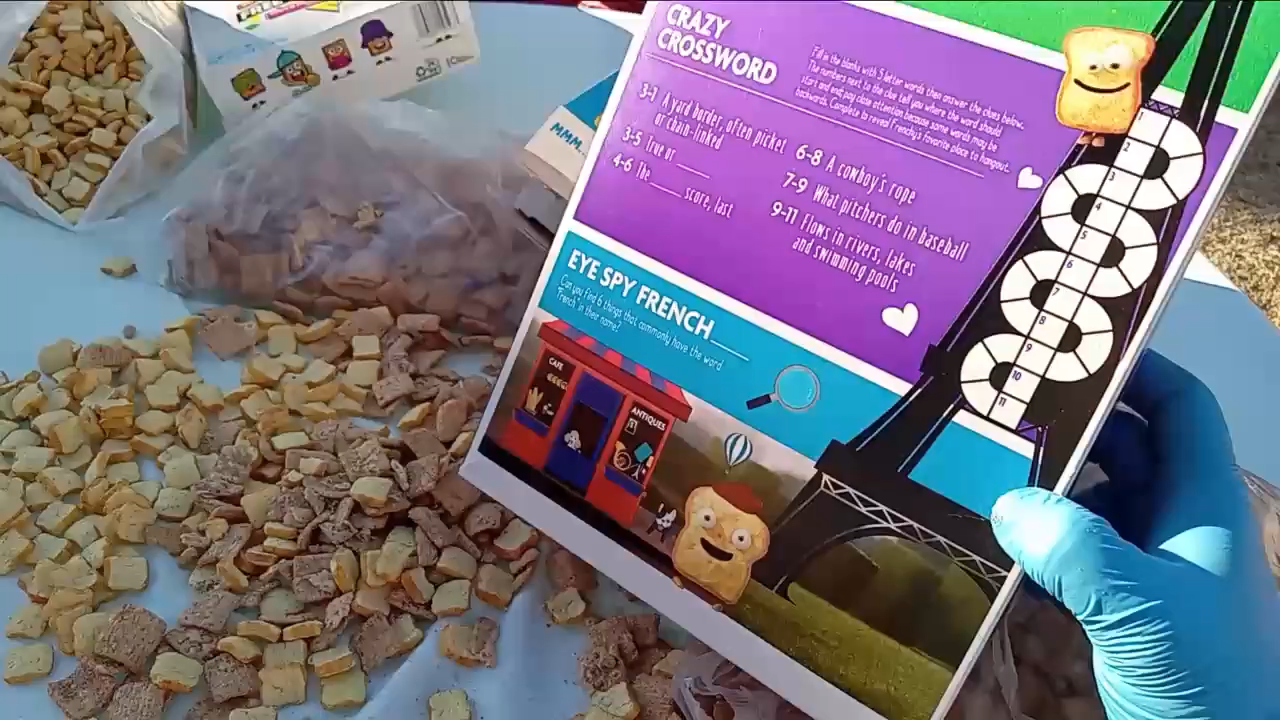 CRAZY
CROSSWORD
Fill in the blanks with 5 letter words then answer the clues below.
The numbers next to the clue tell you where the word should
start and end, pay close attention because some words may be
backwards. Complete to reveal Frenchy's favorite place to hangout.
3-1 A yard border, often picket
or chain-linked
3-5 True or
4-6 The score, last
6-8 A cowboy's rope
7-9 What pitchers do in baseball
9-11 Flows in rivers, lakes
and swimming pools
1
2
3
4
5
6
7
8
9
10
11
EYE SPY FRENCH
Can you find 6 things that commonly have the word
"French" in their name?
CAFE
ANTIQUES
MMM...